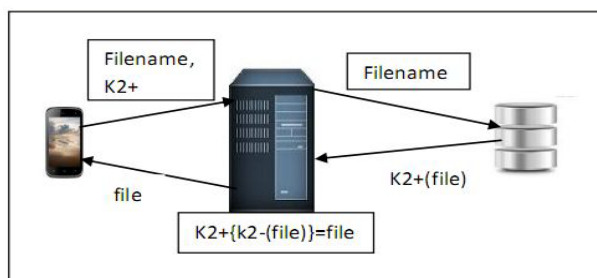 Filename,
K2+
Filename
file
K2+(file)
K2+{k2-(file)}=file